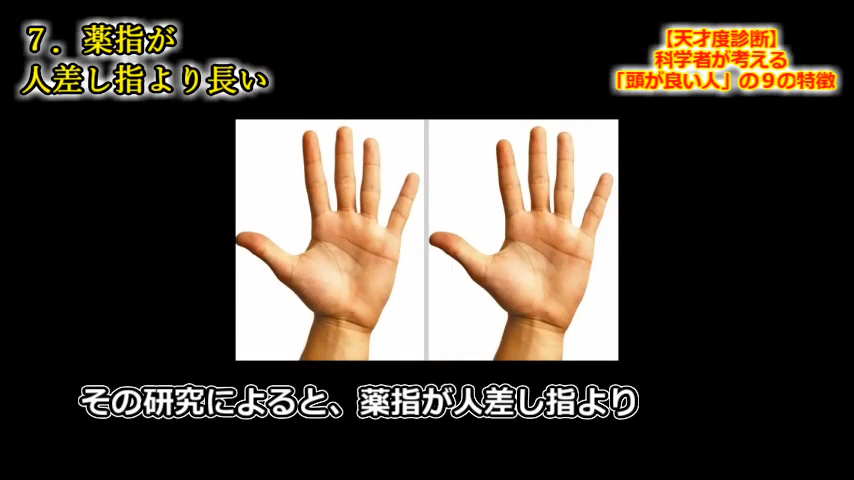 ７．薬指が
人差し指より長い
【天才度診断】
科学者が考える
「頭が良い人」の９の特徴
その研究によると、薬指が人差し指より